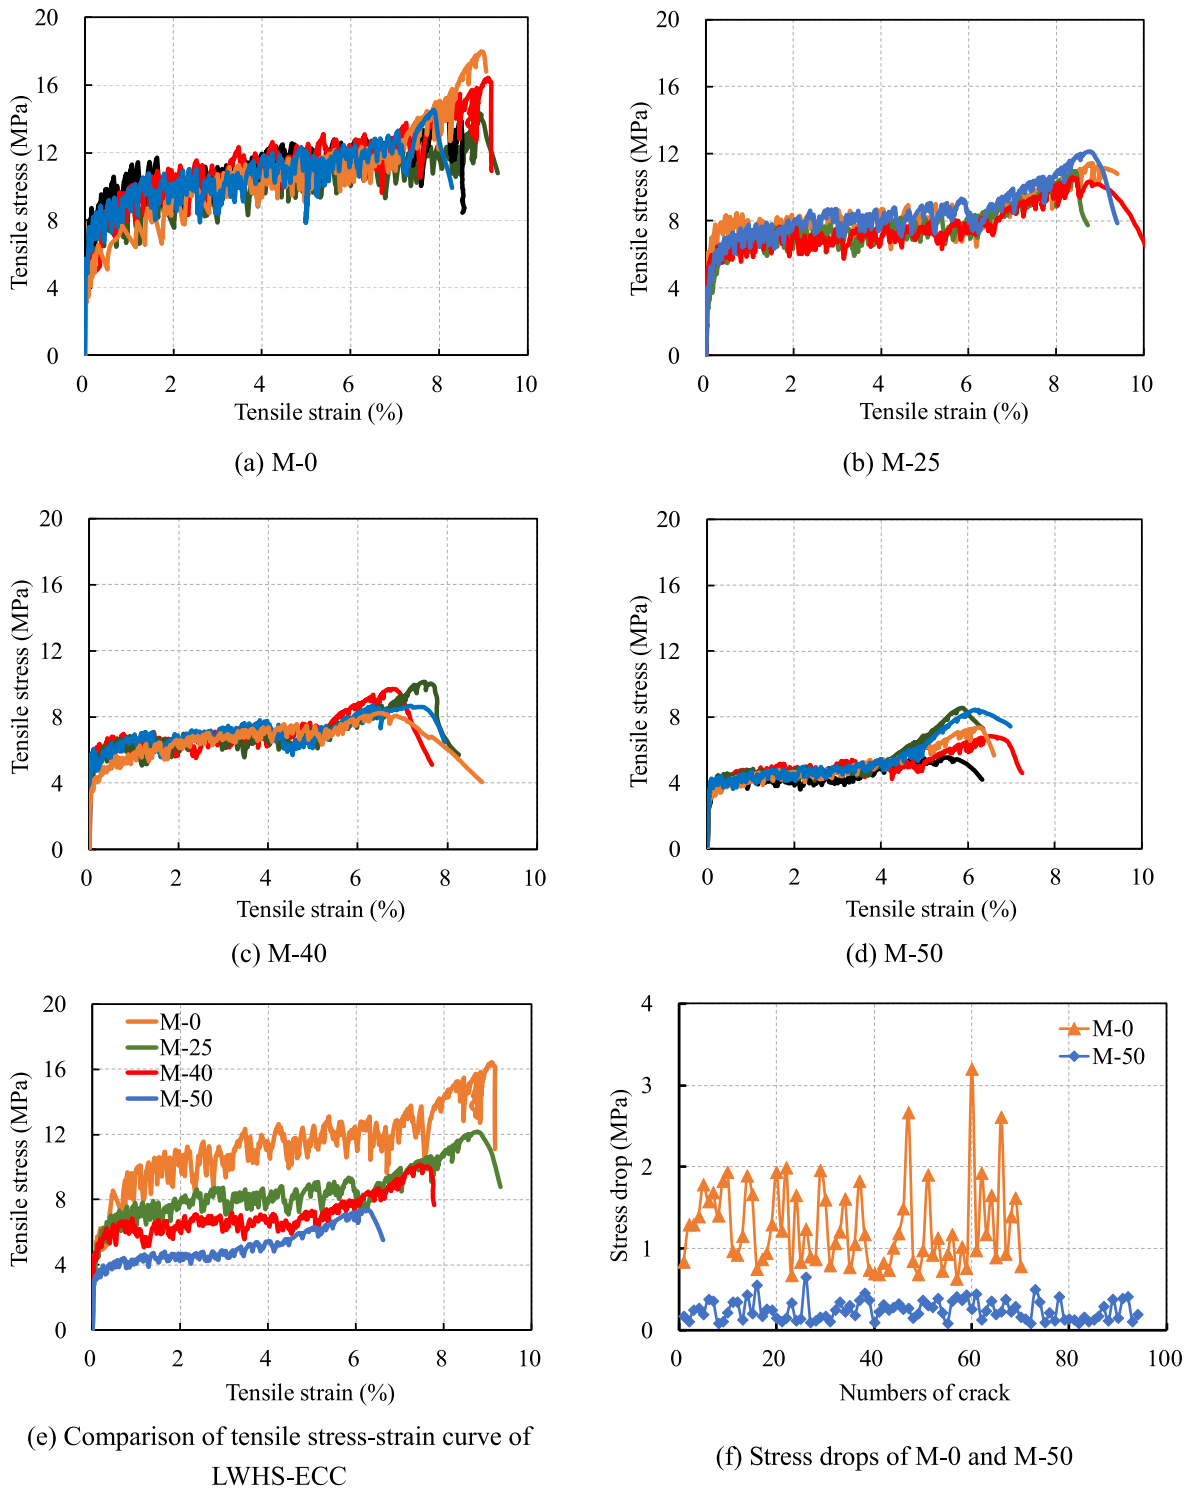 20
16
12
8
4
0
Tensile stress (MPa)
0 2 4 6 8 10
Tensile strain (%)
(a) M-0
20
16
12
8
4
0
Tensile stress (MPa)
0 2 4 6 8 10
Tensile strain (%)
(b) M-25
20
16
12
8
4
0
Tensile stress (MPa)
0 2 4 6 8 10
Tensile strain (%)
(c) M-40
20
16
12
8
4
0
Tensile stress (MPa)
0 2 4 6 8 10
Tensile strain (%)
(d) M-50
20
16
12
8
4
0
Tensile stress (MPa)
M-0
M-25
M-40
M-50
0 2 4 6 8 10
Tensile strain (%)
(e) Comparison of tensile stress-strain curve of
LWHS-ECC
4
3
2
1
0
Stress drop (MPa)
M-0
M-50
0 20 40 60 80 100
Numbers of crack
(f) Stress drops of M-0 and M-50